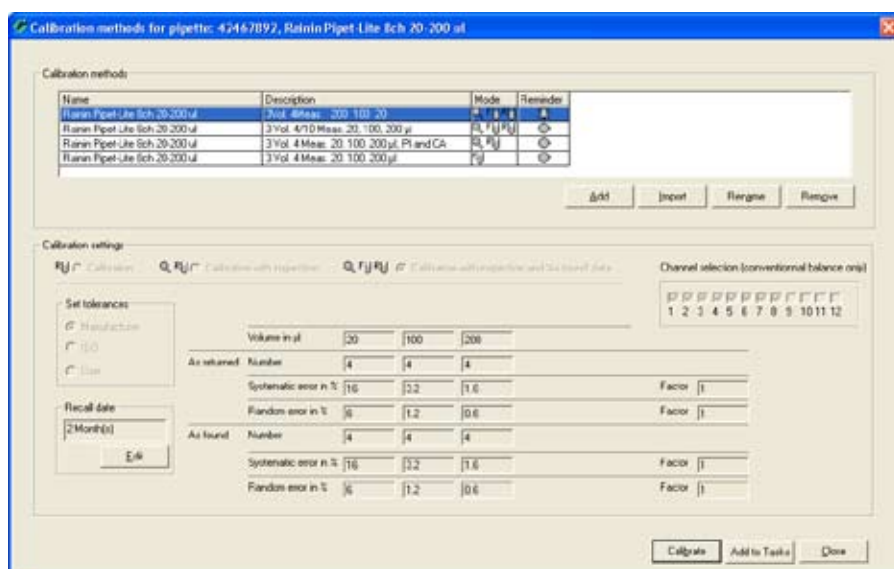 Calibration methods for pipette: 42467892, Rainin Pipet-Lite 8ch 20-200 ul
Calibration methods
Name Description Mode Reminder
Rainin Pipet-Lite 8ch 20-200 ul 3Vol. 4Meas. 200 100 20
Rainin Pipet-Lite 8ch 20-200 ul 3 Vol. 4/10 Meas. 20, 100, 200 µl
Rainin Pipet-Lite 8ch 20-200 ul 3 Vol. 4 Meas. 20. 100. 200 µl, PI and CA
Rainin Pipet-Lite 8ch 20-200 ul 3 Vol. 4 Meas. 20. 100. 200 µl
Add Import Rename Remove
Calibration settings
Calibration Calibration with inspection Calibration with inspection and 'as found' data
Channel selection (conventionnal balance only)
1 2 3 4 5 6 7 8 9 10 11 12
Set tolerances
Manufacture
ISO
User
Volume in µl 20 100 200
As returned Number 4 4 4
Systematic error in % 16 3.2 1.6 Factor 1
Random error in % 6 1.2 0.6 Factor 1
As found Number 4 4 4
Systematic error in % 16 3.2 1.6 Factor 1
Random error in % 6 1.2 0.6 Factor 1
Recall date
2 Month(s)
Edit
Calibrate Add to Tasks Close